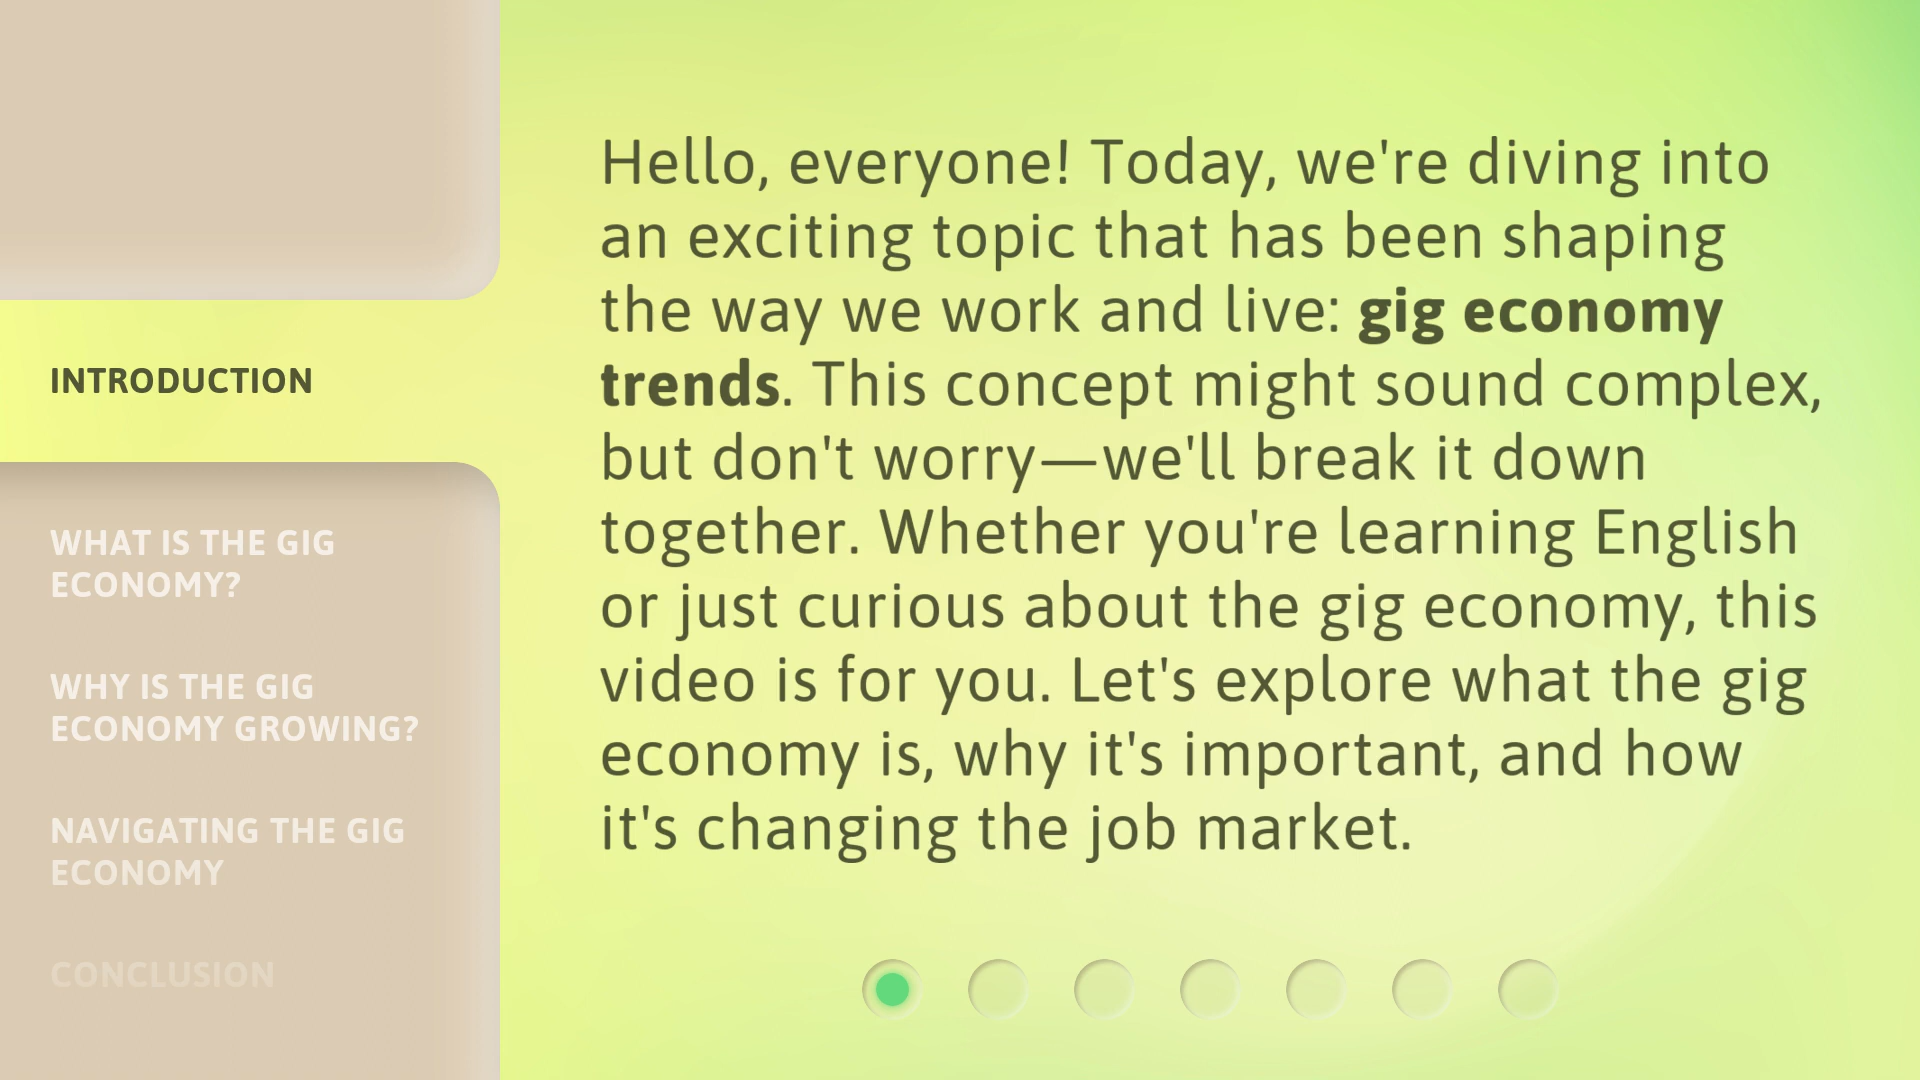 INTRODUCTION
WHAT IS THE GIG
ECONOMY?
WHY IS THE GIG
ECONOMY GROWING?
NAVIGATING THE GIG
ECONOMY
CONCLUSION
Hello, everyone! Today, we're diving into
an exciting topic that has been shaping
the way we work and live: gig economy
trends. This concept might sound complex,
but don't worry—we'll break it down
together. Whether you're learning English
or just curious about the gig economy, this
video is for you. Let's explore what the gig
economy is, why it's important, and how
it's changing the job market.